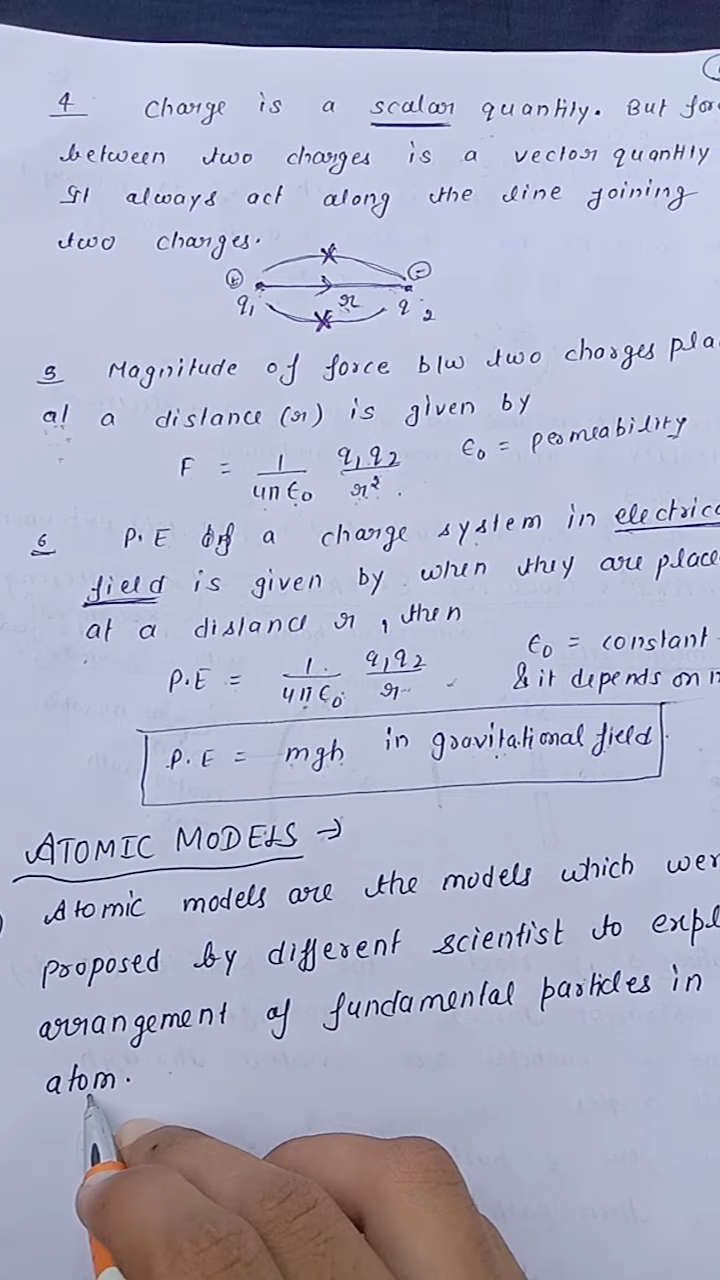 4 Charge is a scalar quantity. But for
between two charges is a vector quantity
It always act along the line joining
two charges.
+ -
q1 r q2
5 Magnitude of force b/w two charges pla
at a distance (r) is given by
F = 1/4πϵ0 q1q2/r². ϵ0 = permeability
6 P.E of a charge system in electric
field is given by when they are place
at a distance r, then
P.E = 1/4πϵ0 q1q2/r ϵ0 = constant
& it depends on
P.E = mgh in gravitational field.
ATOMIC MODELS →
Atomic models are the models which wer
proposed by different scientist to expl
arrangement of fundamental particles in
atom.